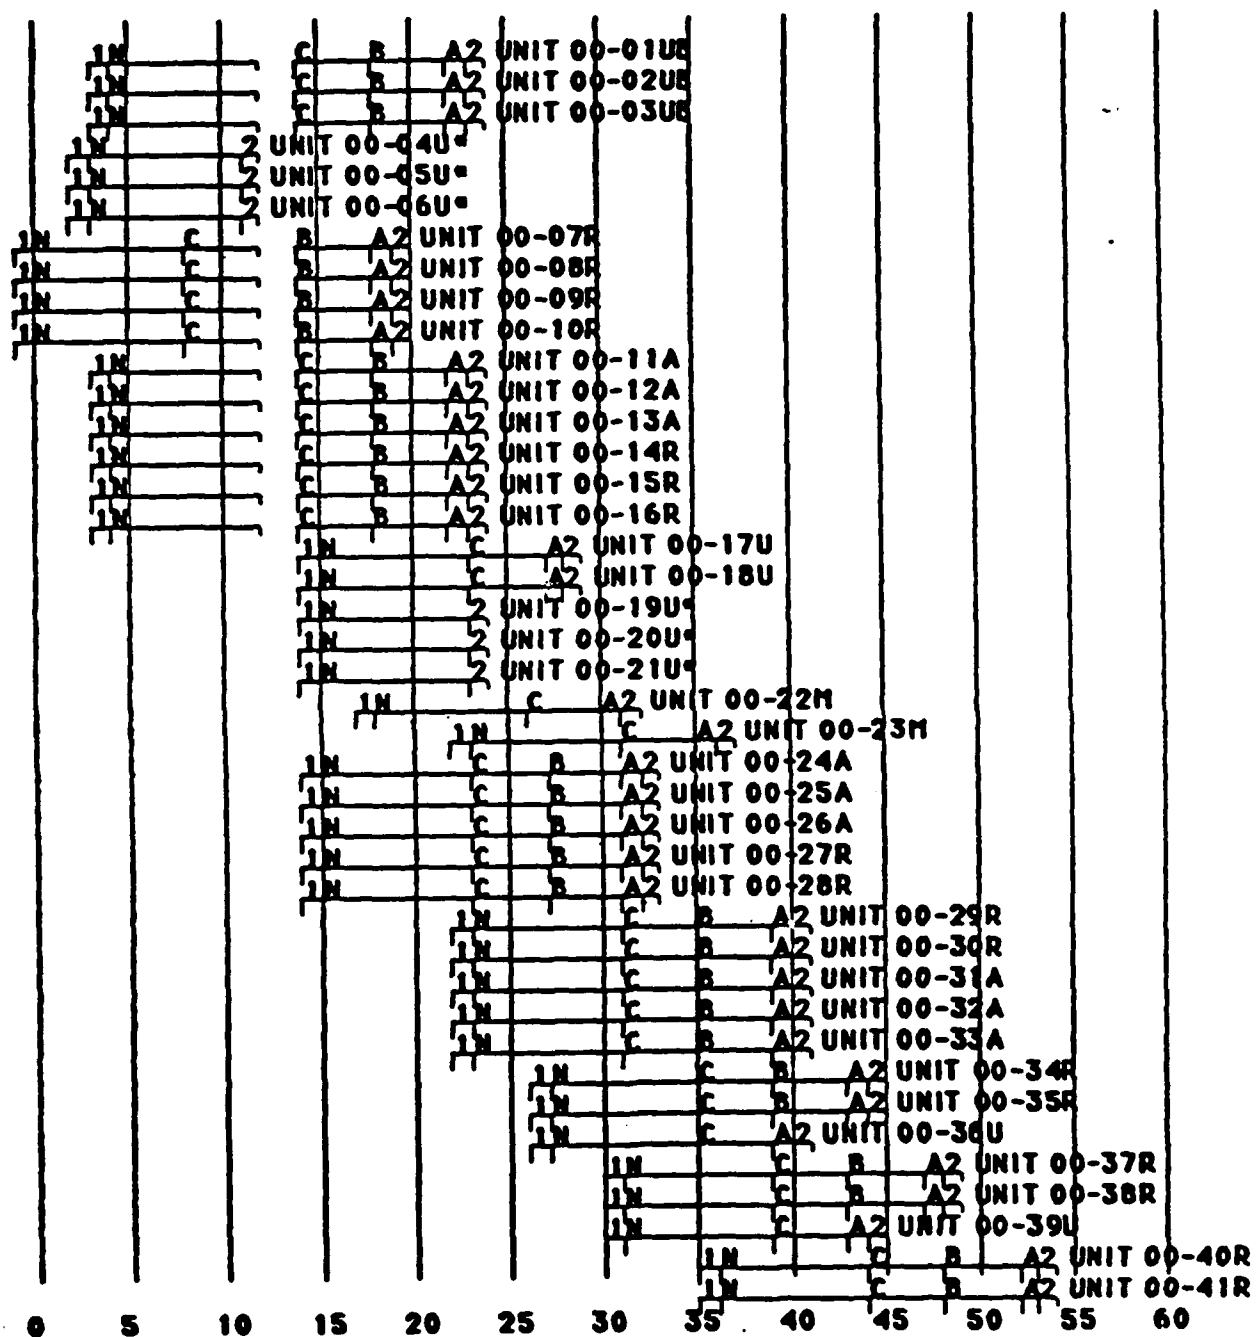 1N C B A2 UNIT 00-01UB
1N C B A2 UNIT 00-02UB
1N C B A2 UNIT 00-03UB
1N 2 UNIT 00-04U*
1N 2 UNIT 00-05U*
1N 2 UNIT 00-06U*
1N C B A2 UNIT 00-07R
1N C B A2 UNIT 00-08R
1N C B A2 UNIT 00-09R
1N C B A2 UNIT 00-10R
1N C B A2 UNIT 00-11A
1N C B A2 UNIT 00-12A
1N C B A2 UNIT 00-13A
1N C B A2 UNIT 00-14R
1N C B A2 UNIT 00-15R
1N C B A2 UNIT 00-16R
1N C A2 UNIT 00-17U
1N C A2 UNIT 00-18U
1N 2 UNIT 00-19U*
1N 2 UNIT 00-20U*
1N 2 UNIT 00-21U*
1N C A2 UNIT 00-22M
1N C A2 UNIT 00-23M
1N C B A2 UNIT 00-24A
1N C B A2 UNIT 00-25A
1N C B A2 UNIT 00-26A
1N C B A2 UNIT 00-27R
1N C B A2 UNIT 00-28R
1N C B A2 UNIT 00-29R
1N C B A2 UNIT 00-30R
1N C B A2 UNIT 00-31A
1N C B A2 UNIT 00-32A
1N C B A2 UNIT 00-33A
1N C B A2 UNIT 00-34R
1N C B A2 UNIT 00-35R
1N C A2 UNIT 00-36U
1N C B A2 UNIT 00-37R
1N C B A2 UNIT 00-38R
1N C A2 UNIT 00-39U
1N C B A2 UNIT 00-40R
1N C B A2 UNIT 00-41R
0 5 10 15 20 25 30 35 40 45 50 55 60